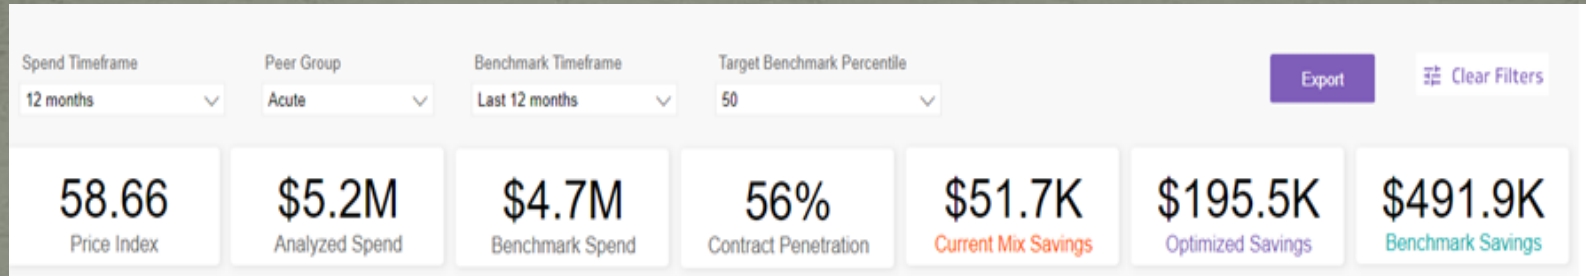 Spend Timeframe
Peer Group
Benchmark Timeframe
Target Benchmark Percentile
12 months
Acute
Last 12 months
50
Export
Clear Filters
58.66
Price Index
$5.2M
Analyzed Spend
$4.7M
Benchmark Spend
56%
Contract Penetration
$51.7K
Current Mix Savings
$195.5K
Optimized Savings
$491.9K
Benchmark Savings